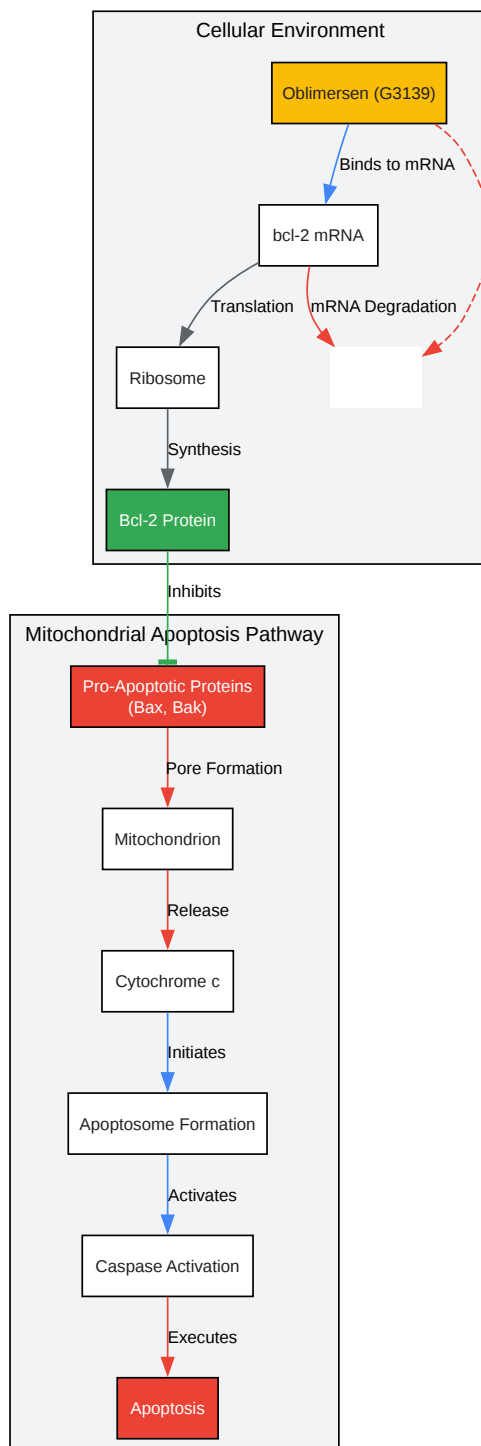 Cellular Environment
Oblimersen (G3139)
Binds to mRNA
bcl-2 mRNA
Translation
mRNA Degradation
Ribosome
Synthesis
Bcl-2 Protein
Inhibits
Mitochondrial Apoptosis Pathway
Pro-Apoptotic Proteins
(Bax, Bak)
Pore Formation
Mitochondrion
Release
Cytochrome c
Initiates
Apoptosome Formation
Activates
Caspase Activation
Executes
Apoptosis